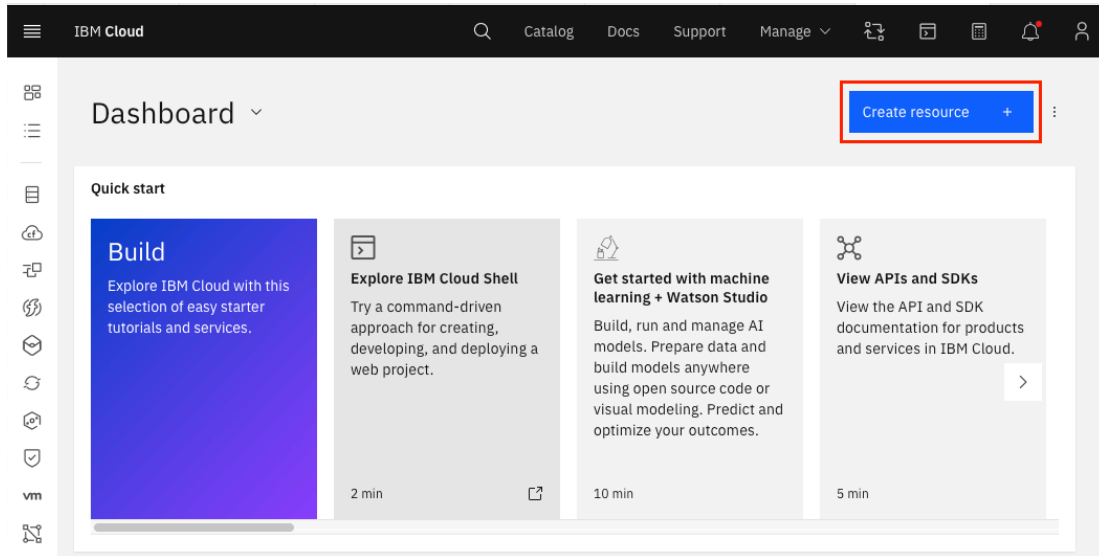 IBM Cloud
Catalog
Docs
Support
Manage
Dashboard
Create resource +
Quick start
Build
Explore IBM Cloud with this
selection of easy starter
tutorials and services.
Explore IBM Cloud Shell
Try a command-driven
approach for creating,
developing, and deploying a
web project.
2 min
Get started with machine
learning + Watson Studio
Build, run and manage AI
models. Prepare data and
build models anywhere
using open source code or
visual modeling. Predict and
optimize your outcomes.
10 min
View APIs and SDKs
View the API and SDK
documentation for products
and services in IBM Cloud.
5 min
cf
vm